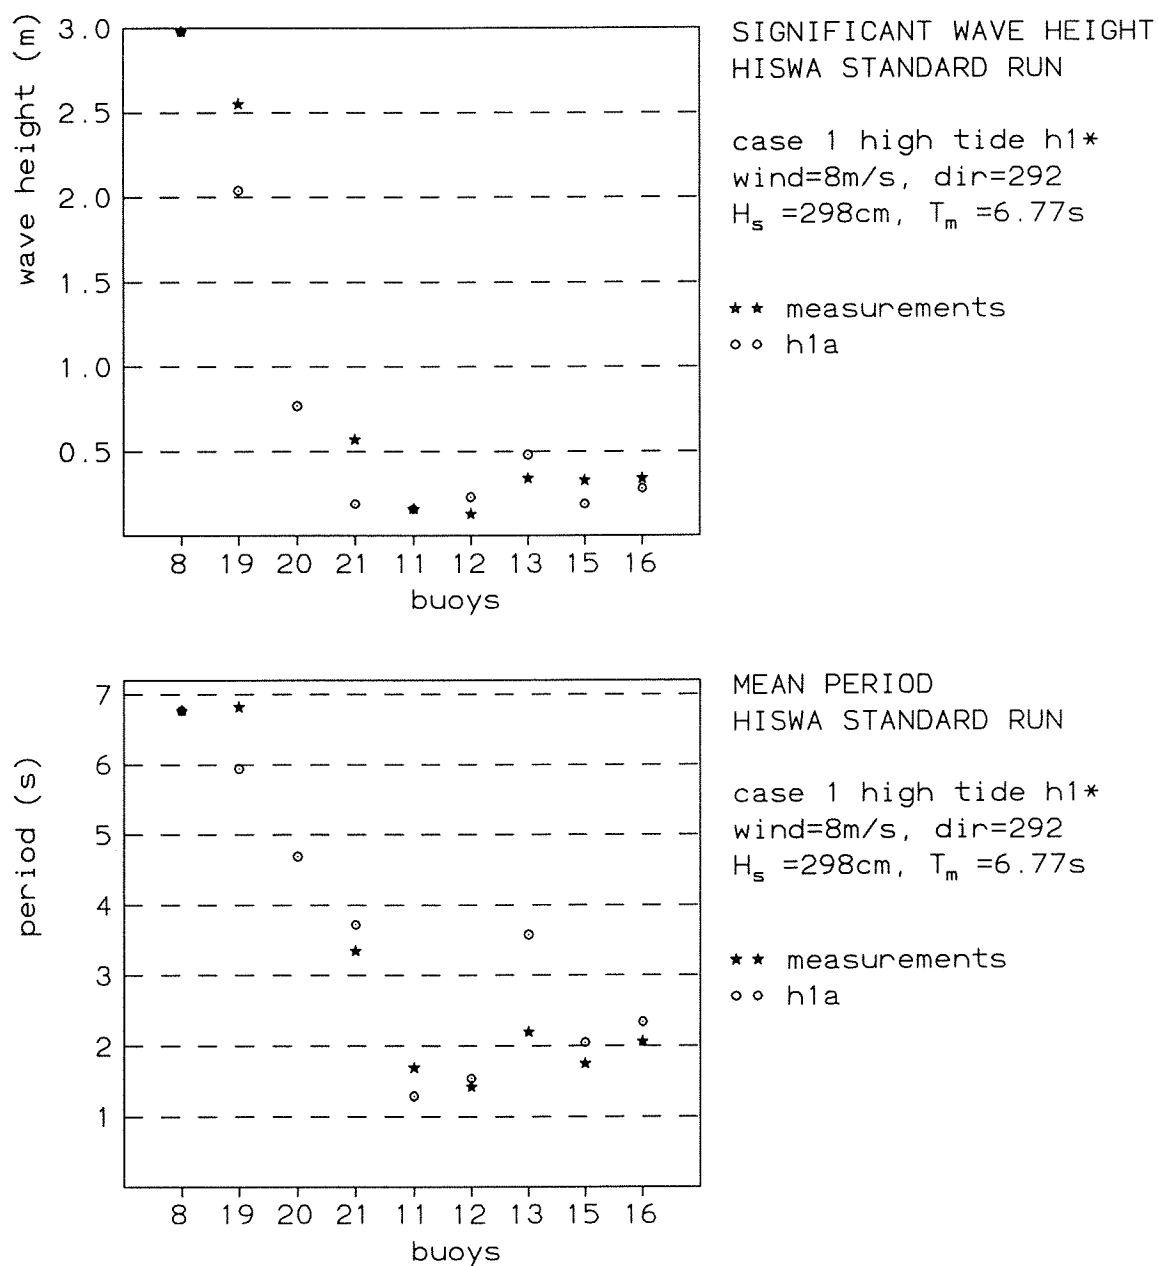 SIGNIFICANT WAVE HEIGHT
HISWA STANDARD RUN
case 1 high tide h1*
wind=8m/s, dir=292
Hs =298cm, Tm =6.77s
★★ measurements
○○ h1a
wave height (m)
3.0
2.5
2.0
1.5
1.0
0.5
8 19 20 21 11 12 13 15 16
buoys
MEAN PERIOD
HISWA STANDARD RUN
case 1 high tide h1*
wind=8m/s, dir=292
Hs =298cm, Tm =6.77s
★★ measurements
○○ h1a
period (s)
7
6
5
4
3
2
1
8 19 20 21 11 12 13 15 16
buoys